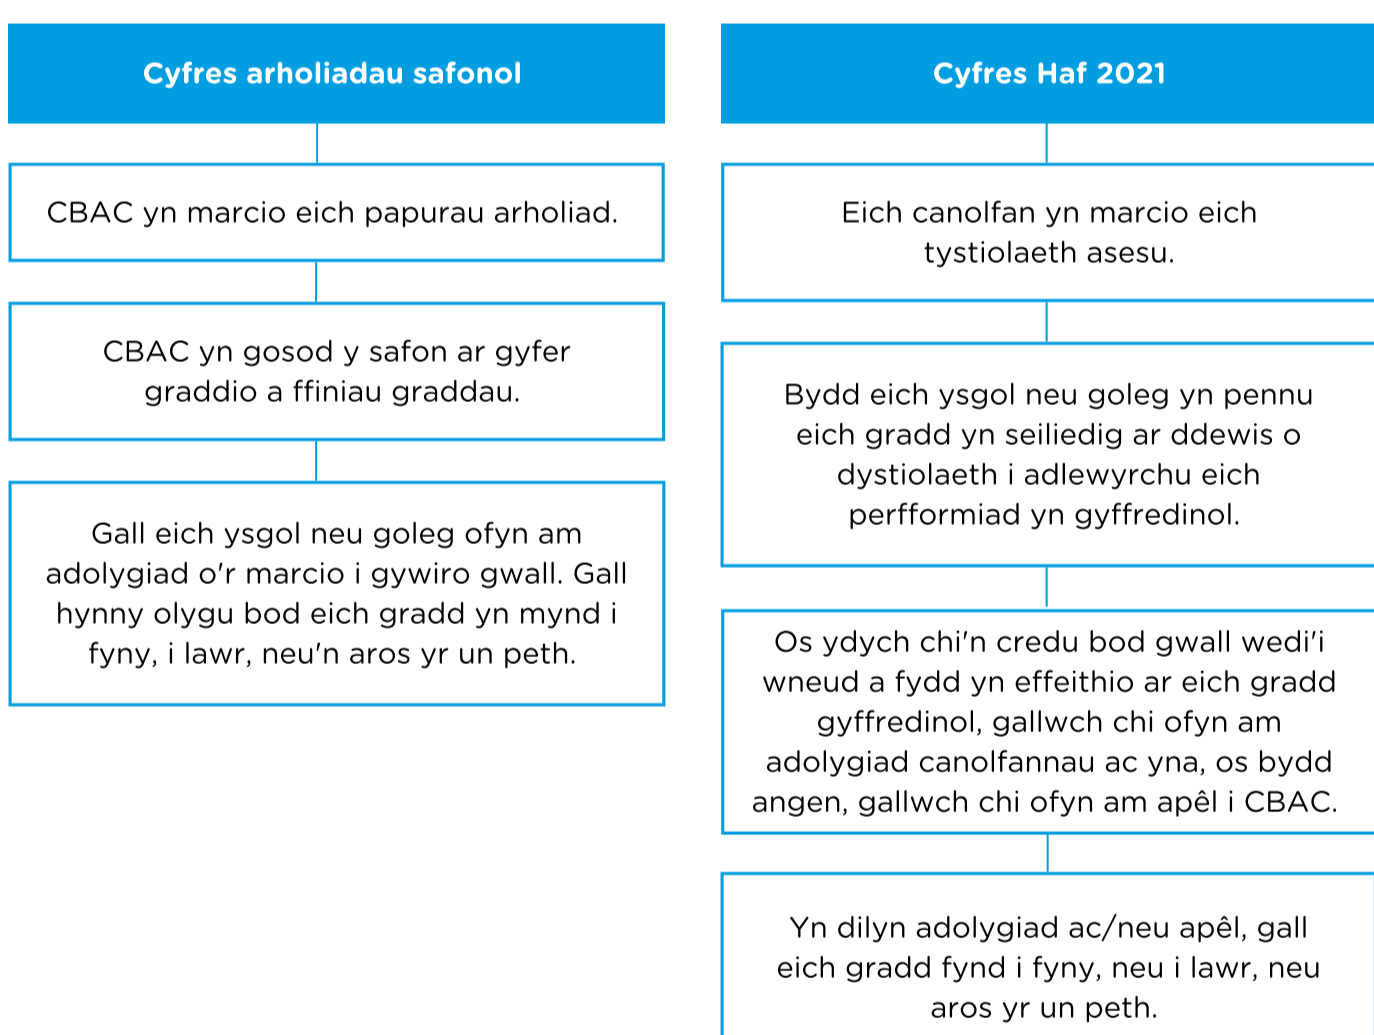 Cyfres arholiadau safonol
CBAC yn marcio eich papurau arholiad.
CBAC yn gosod y safon ar gyfer
graddio a ffiniau graddau.
Gall eich ysgol neu goleg ofyn am
adolygiad o'r marcio i gywiro gwall. Gall
hynny olygu bod eich gradd yn mynd i
fyny, i lawr, neu'n aros yr un peth.
Cyfres Haf 2021
Eich canolfan yn marcio eich
tystiolaeth asesu.
Bydd eich ysgol neu goleg yn pennu
eich gradd yn seiliedig ar ddewis o
dystiolaeth i adlewyrchu eich
perfformiad yn gyffredinol.
Os ydych chi'n credu bod gwall wedi'i
wneud a fydd yn effeithio ar eich gradd
gyffredinol, gallwch chi ofyn am
adolygiad canolfannau ac yna, os bydd
angen, gallwch chi ofyn am apêl i CBAC.
Yn dilyn adolygiad ac/neu apêl, gall
eich gradd fynd i fyny, neu i lawr, neu
aros yr un peth.